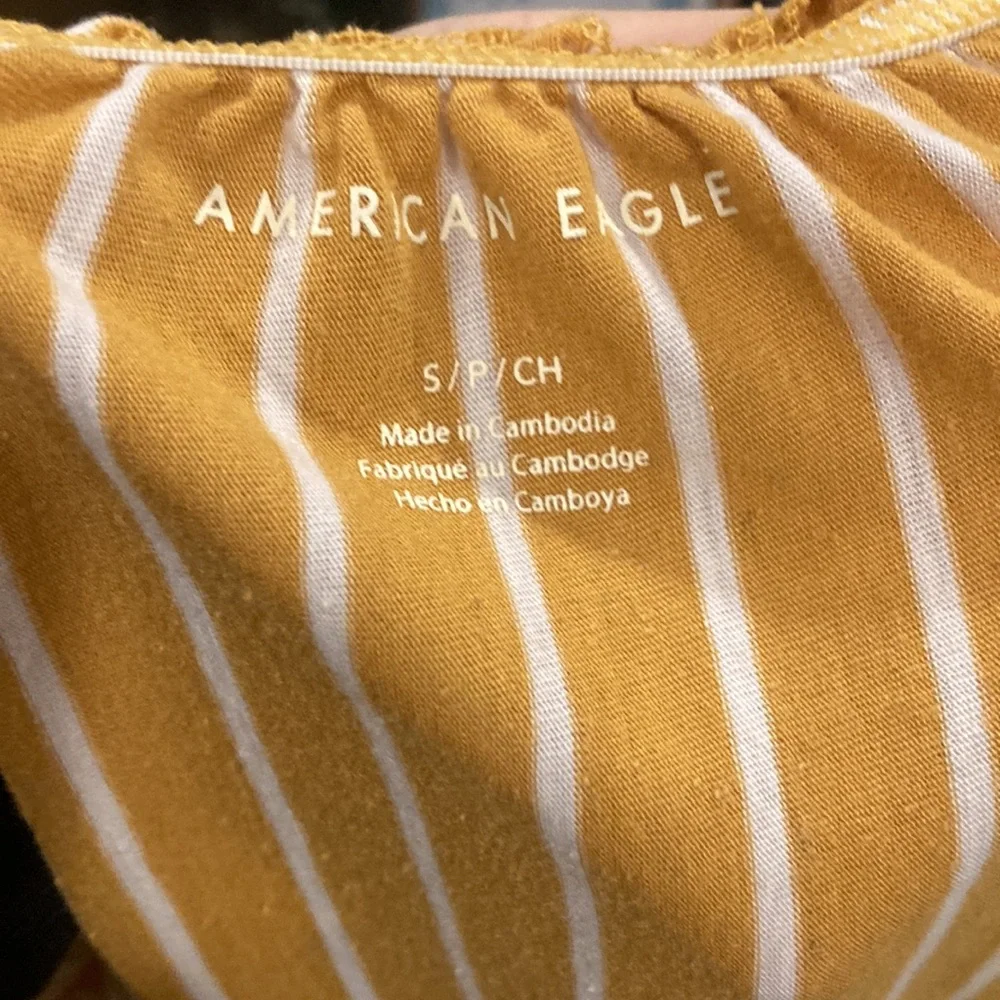 AMERICAN EAGLE
S/P/CH
Made in Cambodia
Fabriqué au Cambodge
Hecho en Camboya